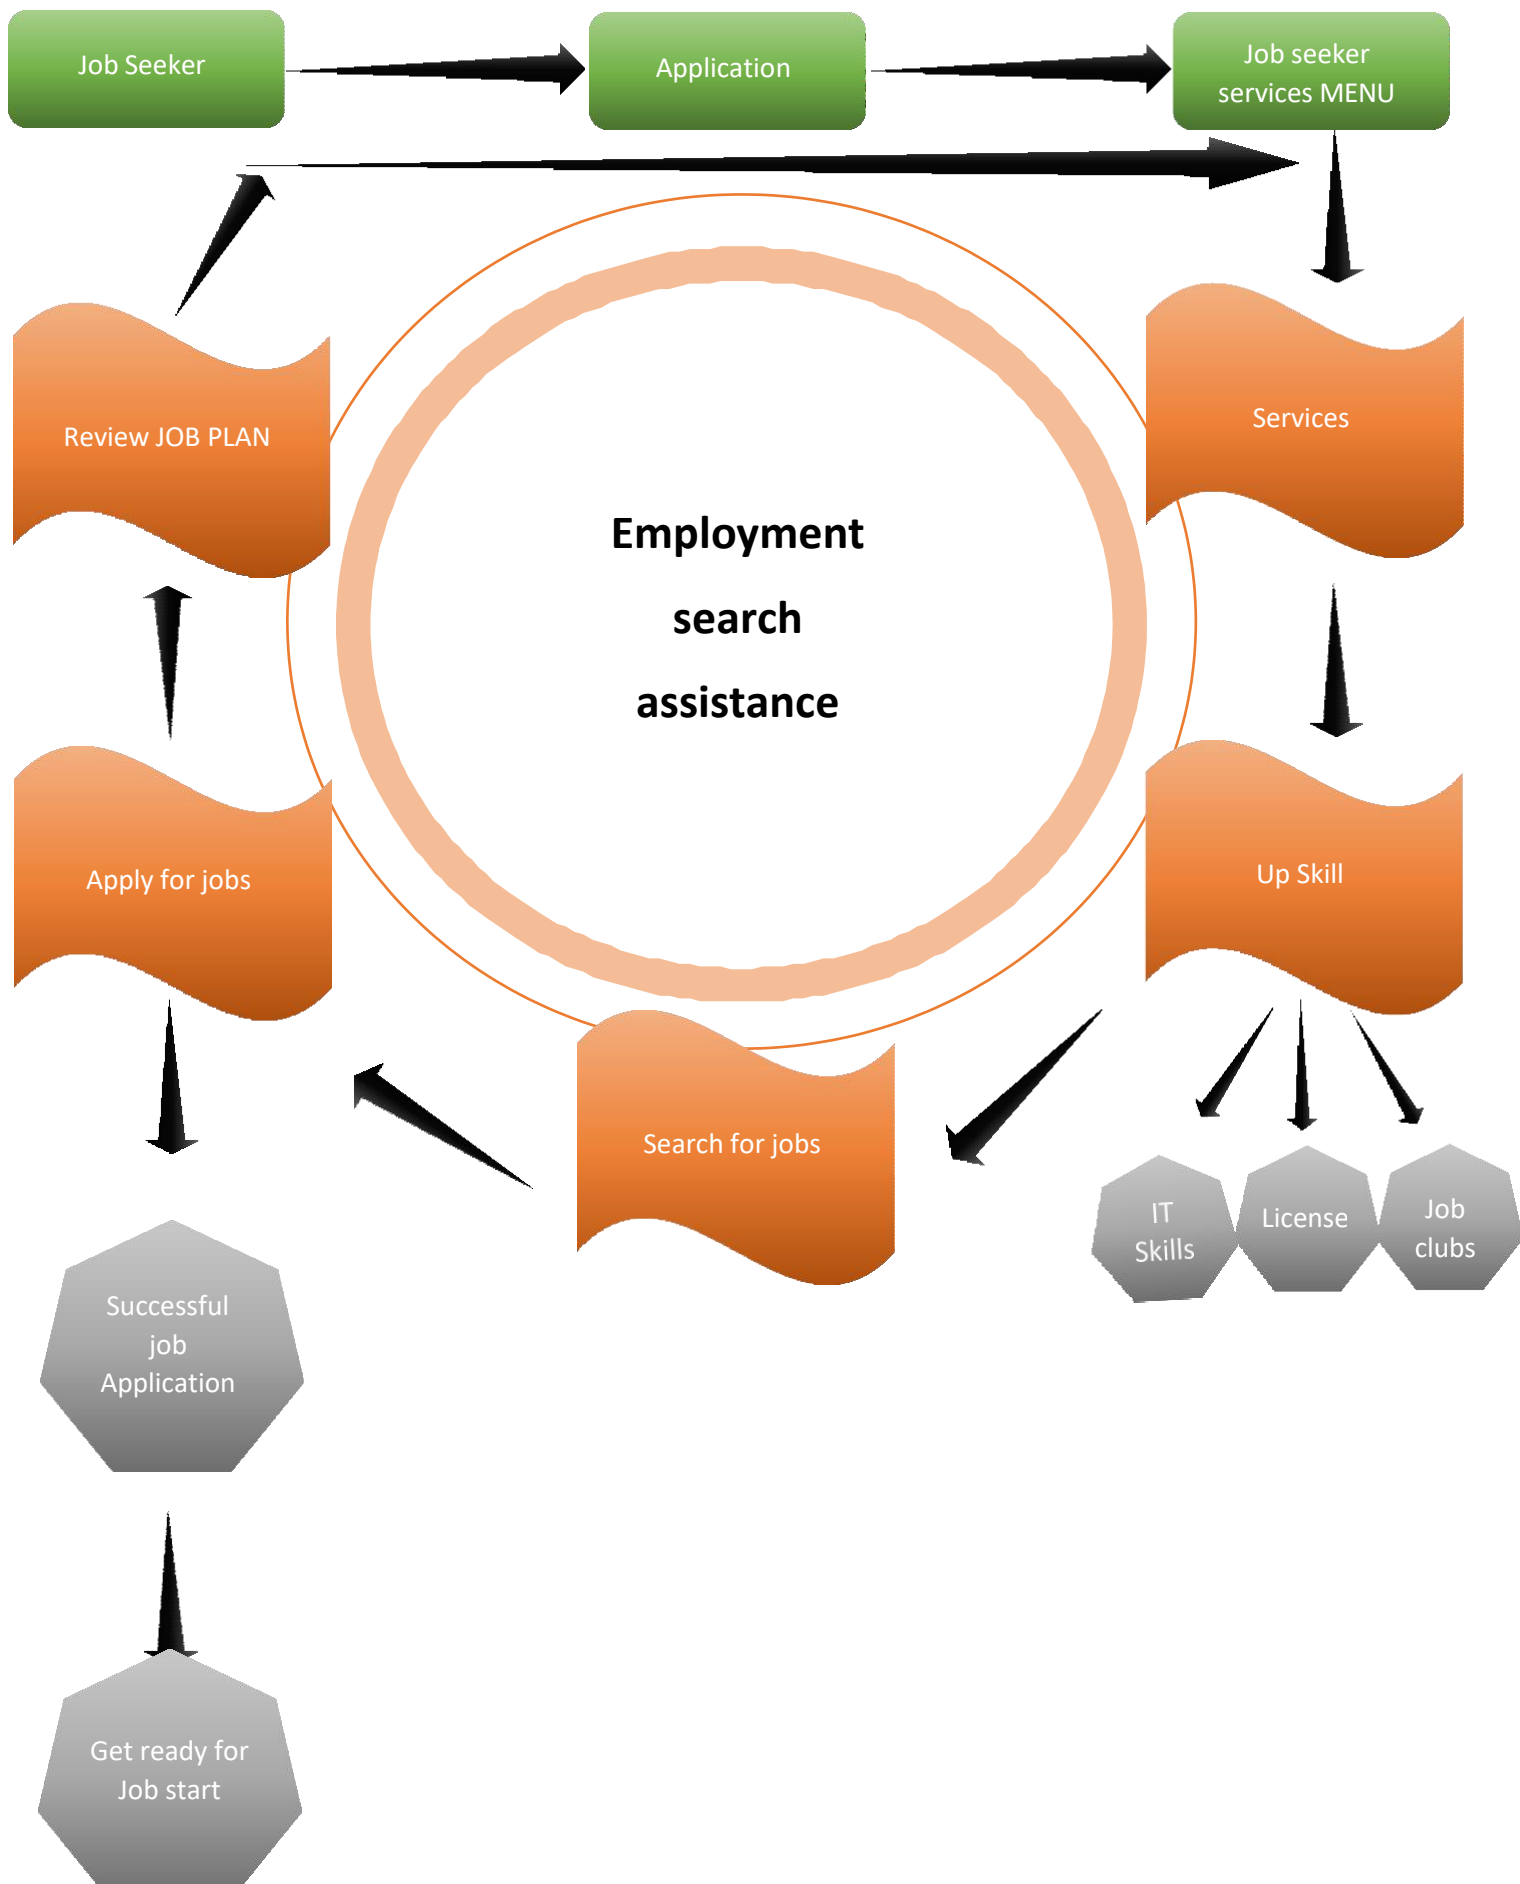 Job Seeker
Application
Job seeker
services MENU
Review JOB PLAN
Services
Employment
search
assistance
Apply for jobs
Up Skill
Search for jobs
IT
Skills
License
Job
clubs
Successful
job
Application
Get ready for
Job start